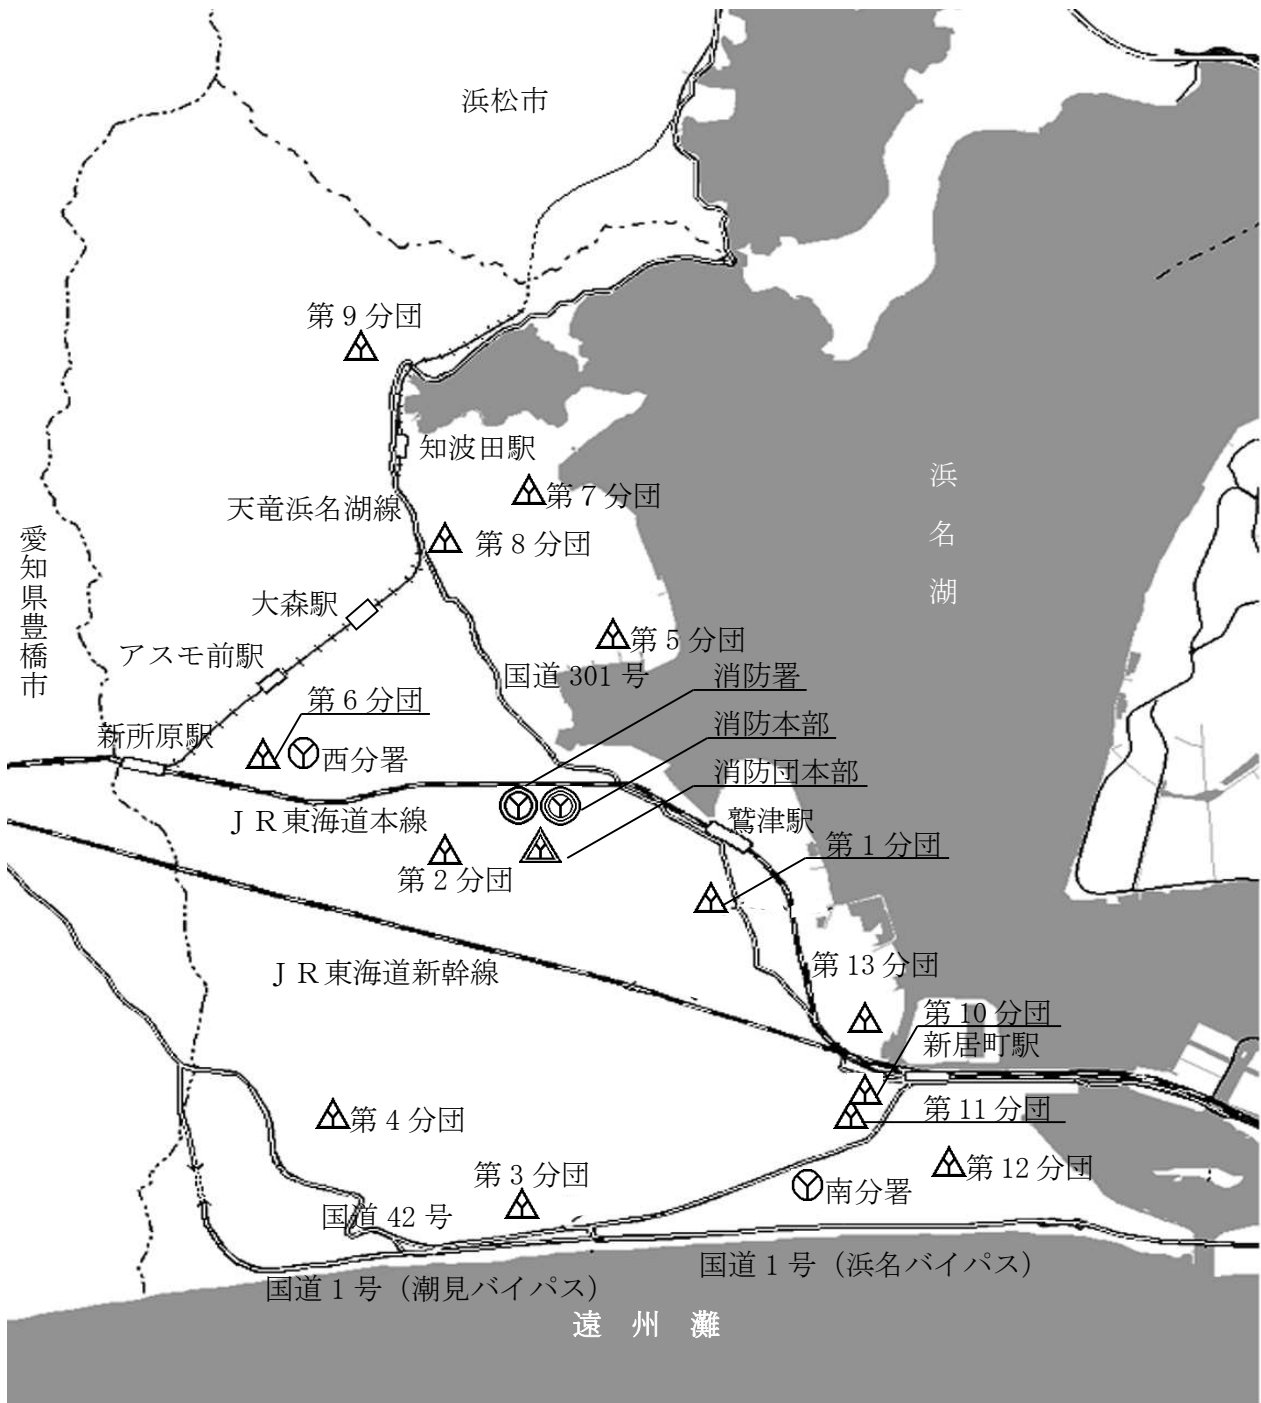 浜松市
第９分団
知波田駅
浜名湖
第７分団
天竜浜名湖線
第８分団
愛知県豊橋市
大森駅
第５分団
アスモ前駅
国道 301 号
消防署
第６分団
消防本部
新所原駅
西分署
消防団本部
ＪＲ東海道本線
鷲津駅
第１分団
第２分団
第 13 分団
ＪＲ東海道新幹線
第 10 分団
新居町駅
第４分団
第 11 分団
第３分団
第 12 分団
南分署
国道 42 号
国道１号（浜名バイパス）
国道１号（潮見バイパス）
遠州灘